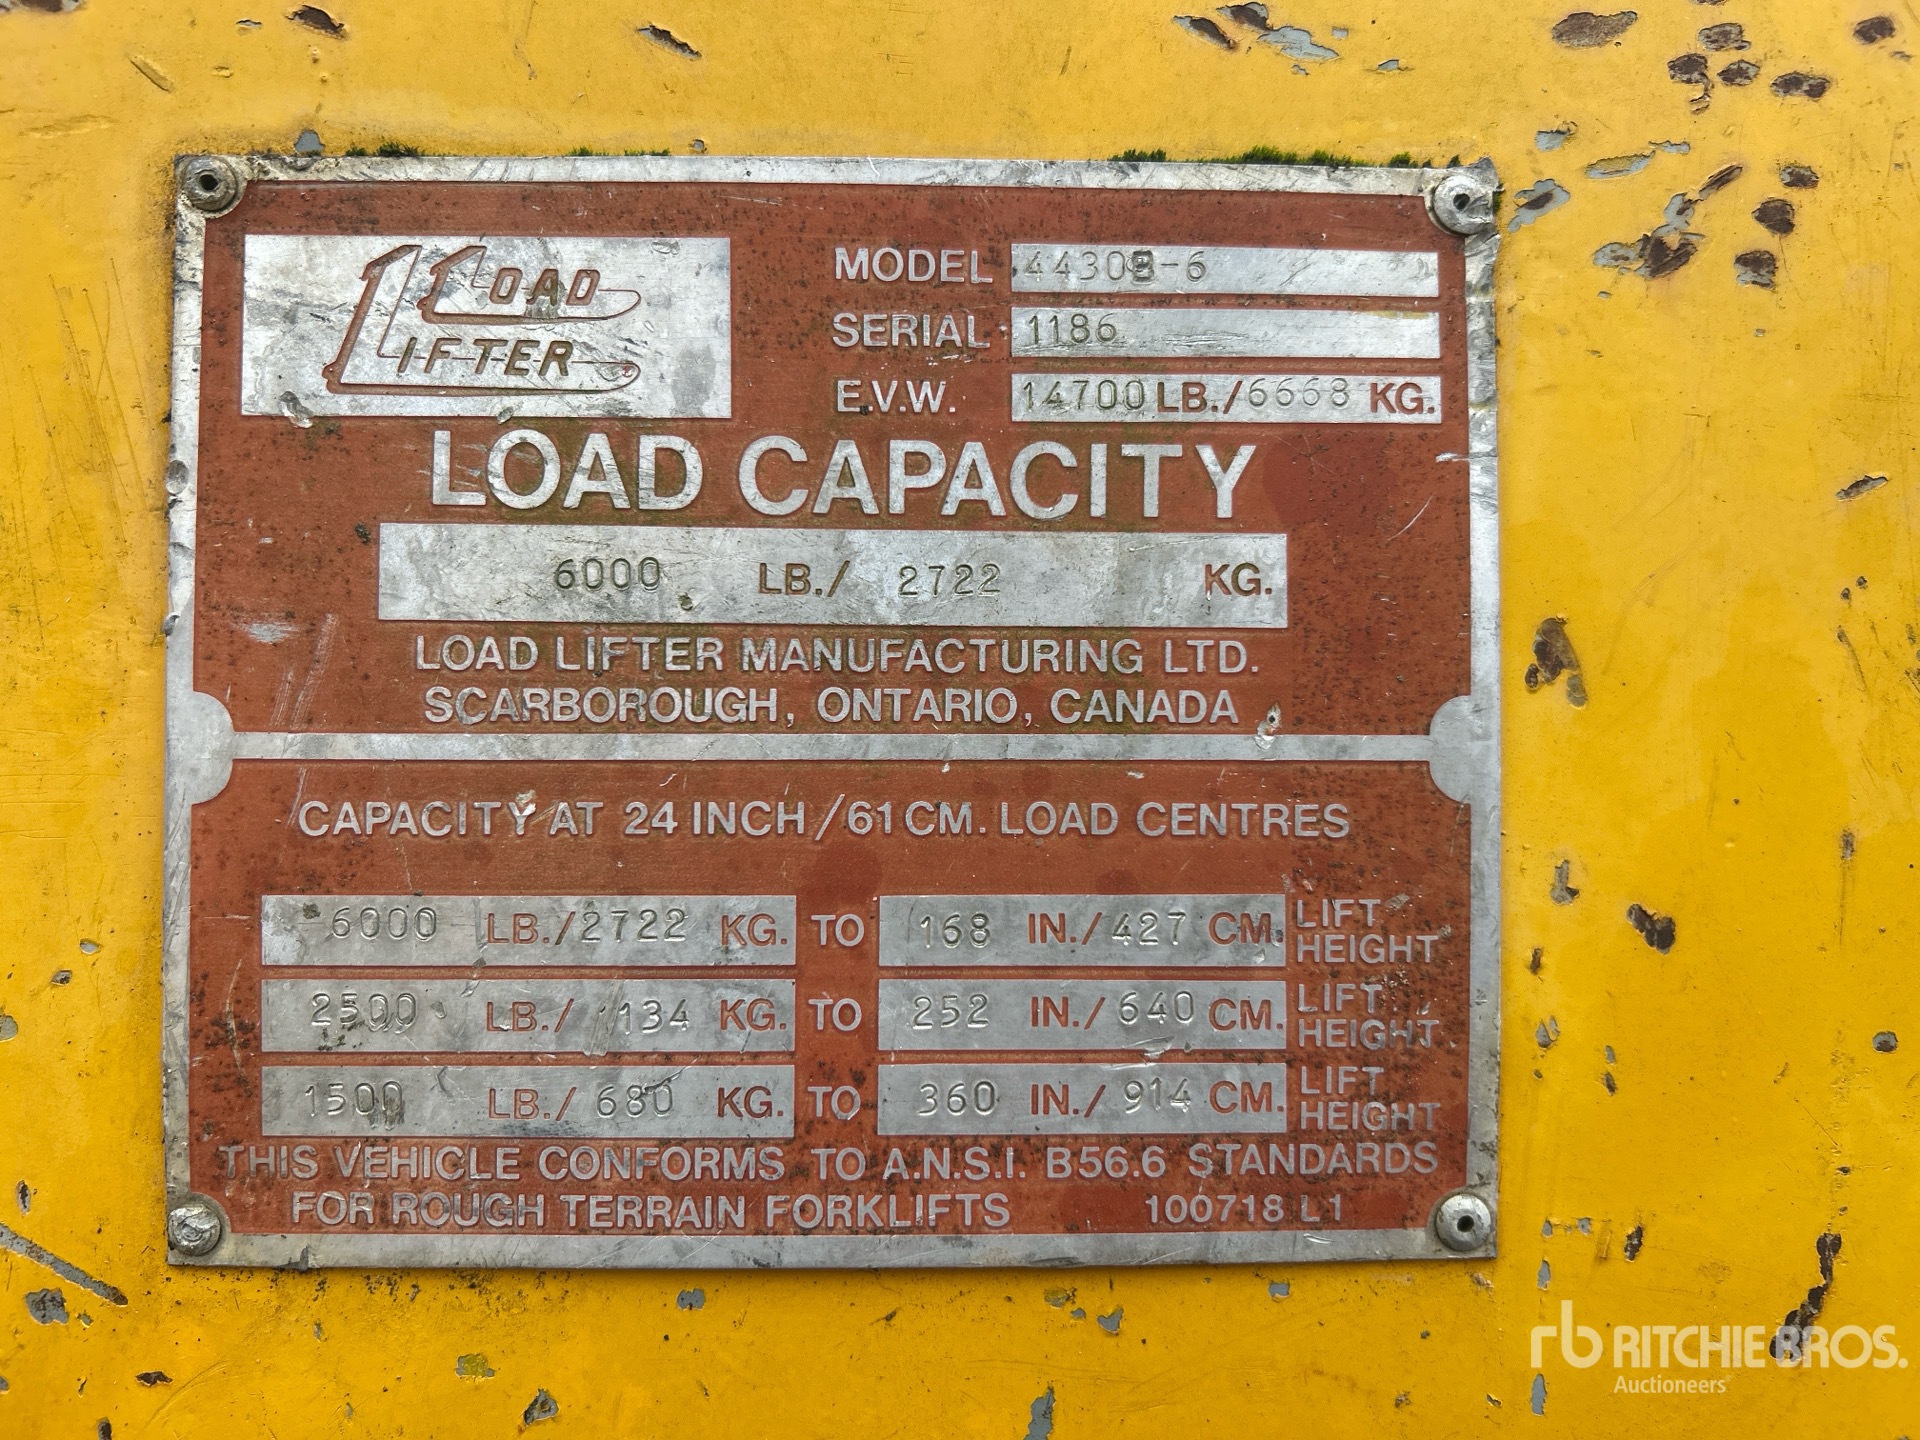 LOAD
LIFTER
MODEL 4430B-6
SERIAL 1186
E.V.W. 14700 LB./6668 KG.
LOAD CAPACITY
6000 LB./ 2722 KG.
LOAD LIFTER MANUFACTURING LTD.
SCARBOROUGH, ONTARIO, CANADA
CAPACITY AT 24 INCH/61 CM. LOAD CENTRES
6000 LB./2722 KG. TO 168 IN./427 CM. LIFT HEIGHT
2500 LB./1134 KG. TO 252 IN./640 CM. LIFT HEIGHT
1500 LB./680 KG. TO 360 IN./914 CM. LIFT HEIGHT
THIS VEHICLE CONFORMS TO A.N.S.I. B56.6 STANDARDS
FOR ROUGH TERRAIN FORKLIFTS 100718 L1
rb RITCHIE BROS.
Auctioneers